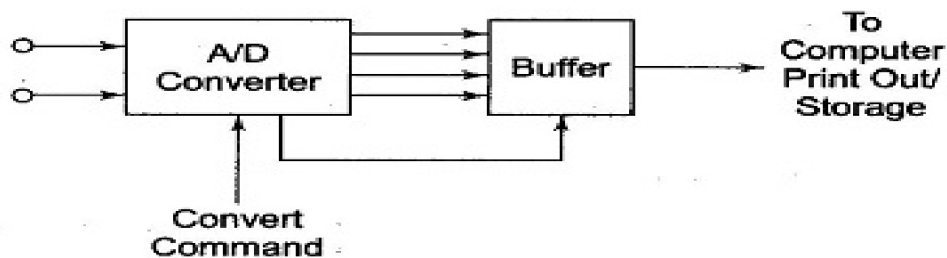 A/D
Converter
Buffer
To
Computer
Print Out/
Storage
Convert
Command